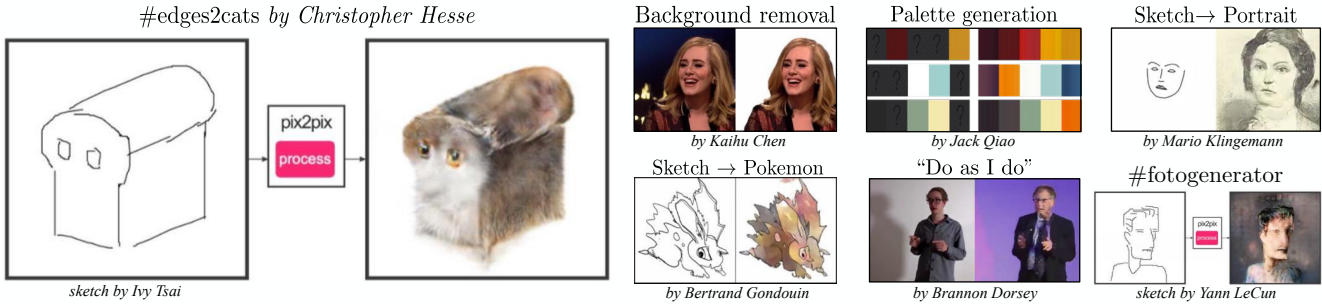 #edges2cats by Christopher Hesse
pix2pix
process
sketch by Ivy Tsai
Background removal
by Kaihu Chen
Palette generation
? ? ? ?
? ? ?
? ?
by Jack Qiao
Sketch→ Portrait
by Mario Klingemann
Sketch → Pokemon
by Bertrand Gondouin
“Do as I do”
by Brannon Dorsey
#fotogenerator
pix2pix
process
sketch by Yann LeCun